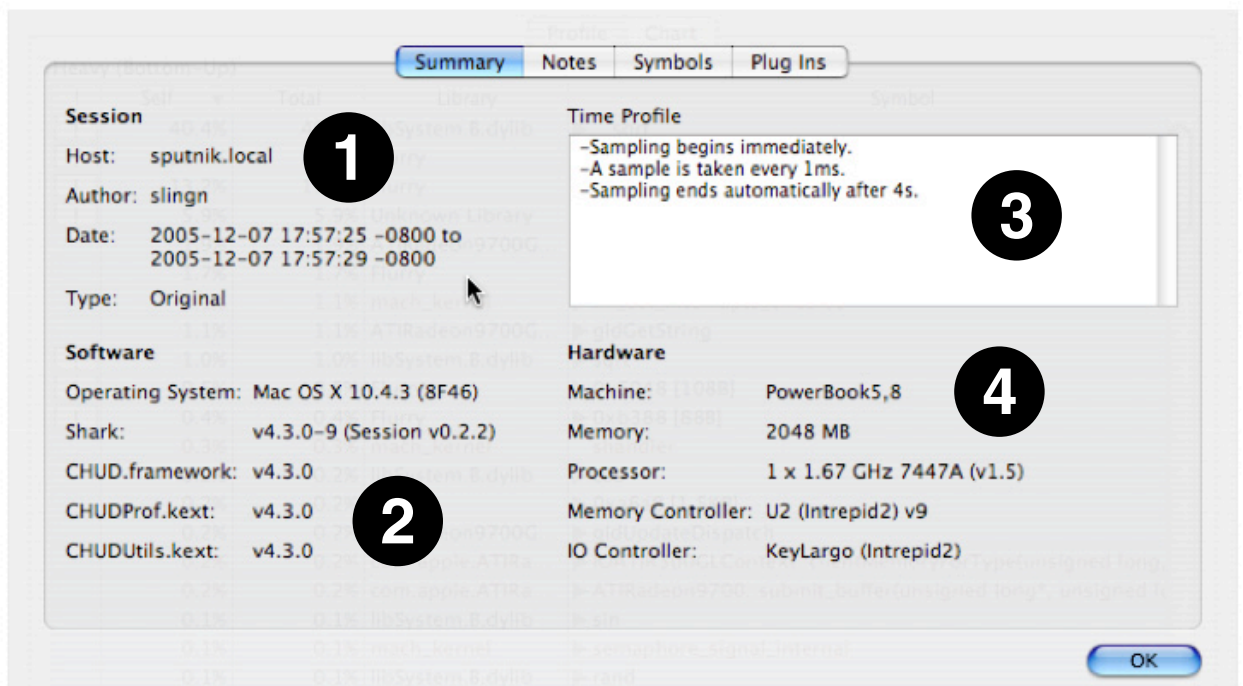 Summary Notes Symbols Plug Ins
Session
1
Host: sputnik.local
Author: slingn
Date: 2005-12-07 17:57:25 -0800 to
2005-12-07 17:57:29 -0800
Type: Original
Time Profile
-Sampling begins immediately.
-A sample is taken every 1ms.
-Sampling ends automatically after 4s.
3
Software
Operating System: Mac OS X 10.4.3 (8F46)
Shark: v4.3.0-9 (Session v0.2.2)
CHUD.framework: v4.3.0
CHUDProf.kext: v4.3.0
2
CHUDUtils.kext: v4.3.0
Hardware
Machine: PowerBook5,8
4
Memory: 2048 MB
Processor: 1 x 1.67 GHz 7447A (v1.5)
Memory Controller: U2 (Intrepid2) v9
IO Controller: KeyLargo (Intrepid2)
OK